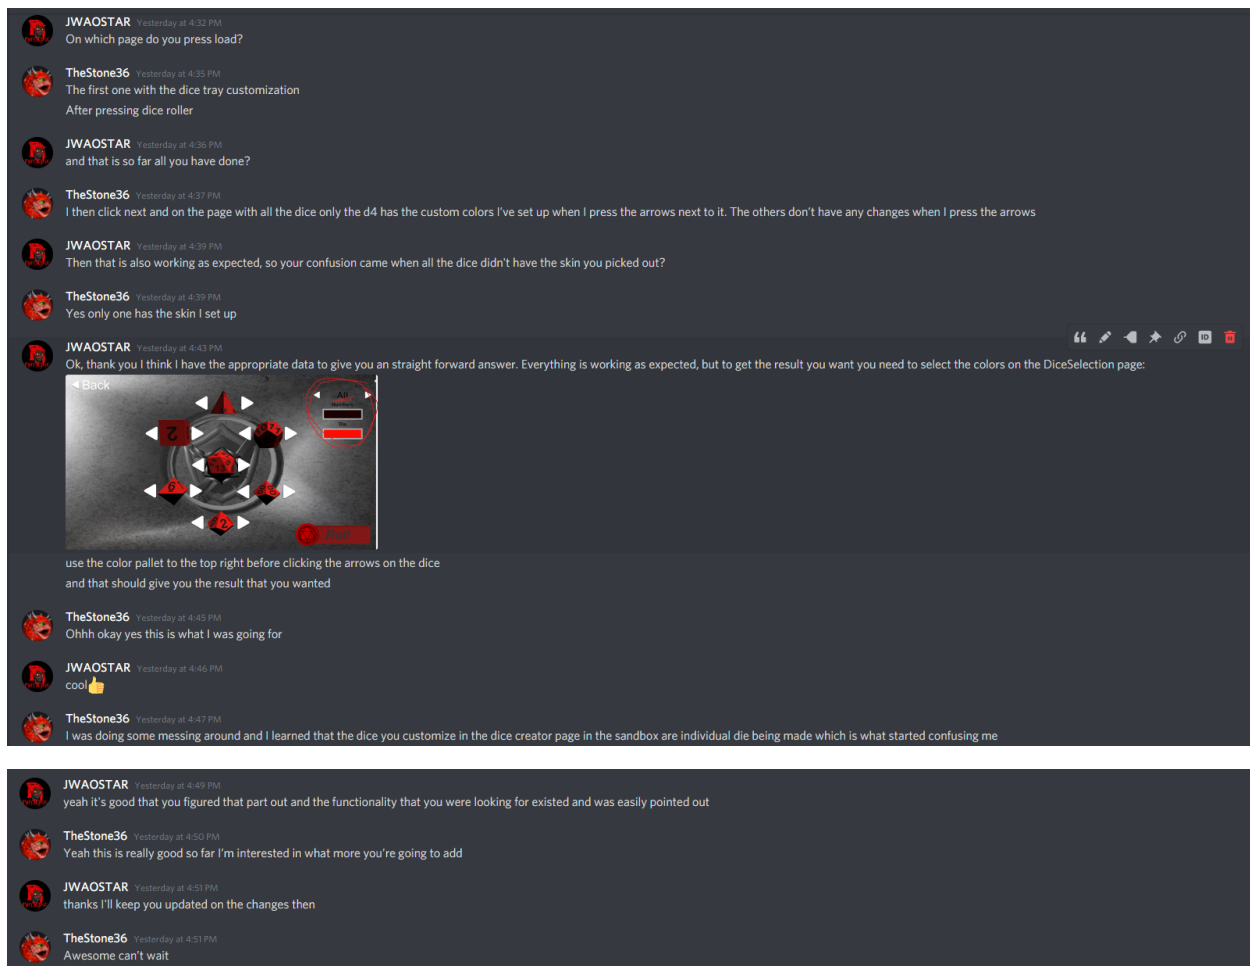 JWAOSTAR Yesterday at 4:32 PM
On which page do you press load?
TheStone36 Yesterday at 4:35 PM
The first one with the dice tray customization
After pressing dice roller
JWAOSTAR Yesterday at 4:36 PM
and that is so far all you have done?
TheStone36 Yesterday at 4:37 PM
I then click next and on the page with all the dice only the d4 has the custom colors I've set up when I press the arrows next to it. The others don't have any changes when I press the arrows
JWAOSTAR Yesterday at 4:39 PM
Then that is also working as expected, so your confusion came when all the dice didn't have the skin you picked out?
TheStone36 Yesterday at 4:39 PM
Yes only one has the skin I set up
ID
JWAOSTAR Yesterday at 4:43 PM
Ok, thank you I think I have the appropriate data to give you an straight forward answer. Everything is working as expected, but to get the result you want you need to select the colors on the DiceSelection page:
Back
All
2
6
2
Roll
use the color pallet to the top right before clicking the arrows on the dice
and that should give you the result that you wanted
TheStone36 Yesterday at 4:45 PM
Ohhh okay yes this is what I was going for
JWAOSTAR Yesterday at 4:46 PM
cool
TheStone36 Yesterday at 4:47 PM
I was doing some messing around and I learned that the dice you customize in the dice creator page in the sandbox are individual die being made which is what started confusing me
JWAOSTAR Yesterday at 4:49 PM
yeah it's good that you figured that part out and the functionality that you were looking for existed and was easily pointed out
TheStone36 Yesterday at 4:50 PM
Yeah this is really good so far I'm interested in what more you're going to add
JWAOSTAR Yesterday at 4:51 PM
thanks I'll keep you updated on the changes then
TheStone36 Yesterday at 4:51 PM
Awesome can't wait